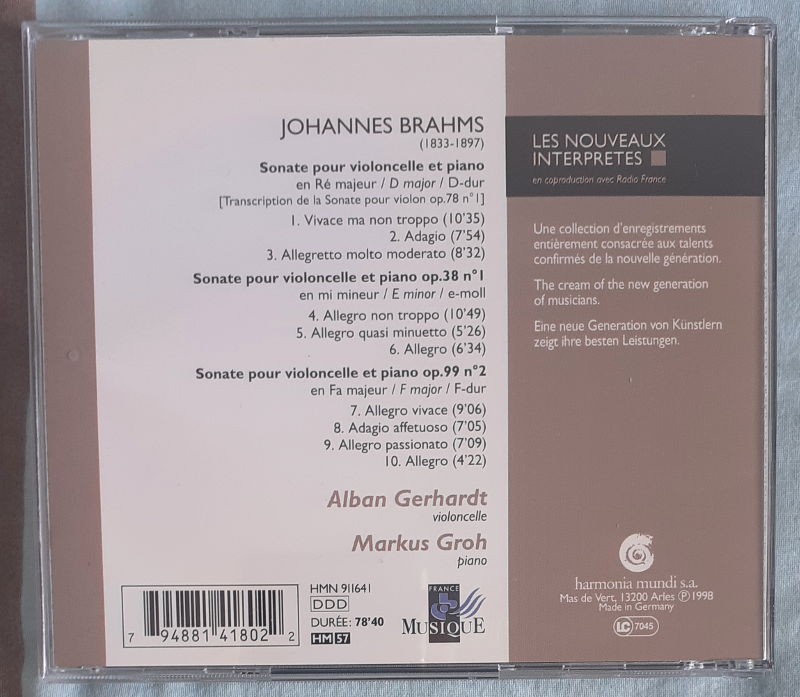 JOHANNES BRAHMS
(1833-1897)
Sonate pour violoncelle et piano
en Ré majeur / D major / D-dur
[Transcription de la Sonate pour violon op.78 n°1]
1. Vivace ma non troppo (10'35)
2. Adagio (7'54)
3. Allegretto molto moderato (8'32)
Sonate pour violoncelle et piano op.38 n°1
en mi mineur / E minor / e-moll
4. Allegro non troppo (10'49)
5. Allegro quasi minuetto (5'26)
6. Allegro (6'34)
Sonate pour violoncelle et piano op.99 n°2
en Fa majeur / F major / F-dur
7. Allegro vivace (9'06)
8. Adagio affetuoso (7'05)
9. Allegro passionato (7'09)
10. Allegro (4'22)
Alban Gerhardt
violoncelle
Markus Groh
piano
7 94881 41802 2
HMN 911641
DDD
DURÉE: 78'40
HM 57
FRANCE
MUSIQUE
LES NOUVEAUX
INTERPRETES
en coproduction avec Radio France
Une collection d'enregistrements
entièrement consacrée aux talents
confirmés de la nouvelle génération.
The cream of the new generation
of musicians.
Eine neue Generation von Künstlern
zeigt ihre besten Leistungen.
harmonia mundi s.a.
Mas de Vert, 13200 Arles ℗ 1998
Made in Germany
LC 7045